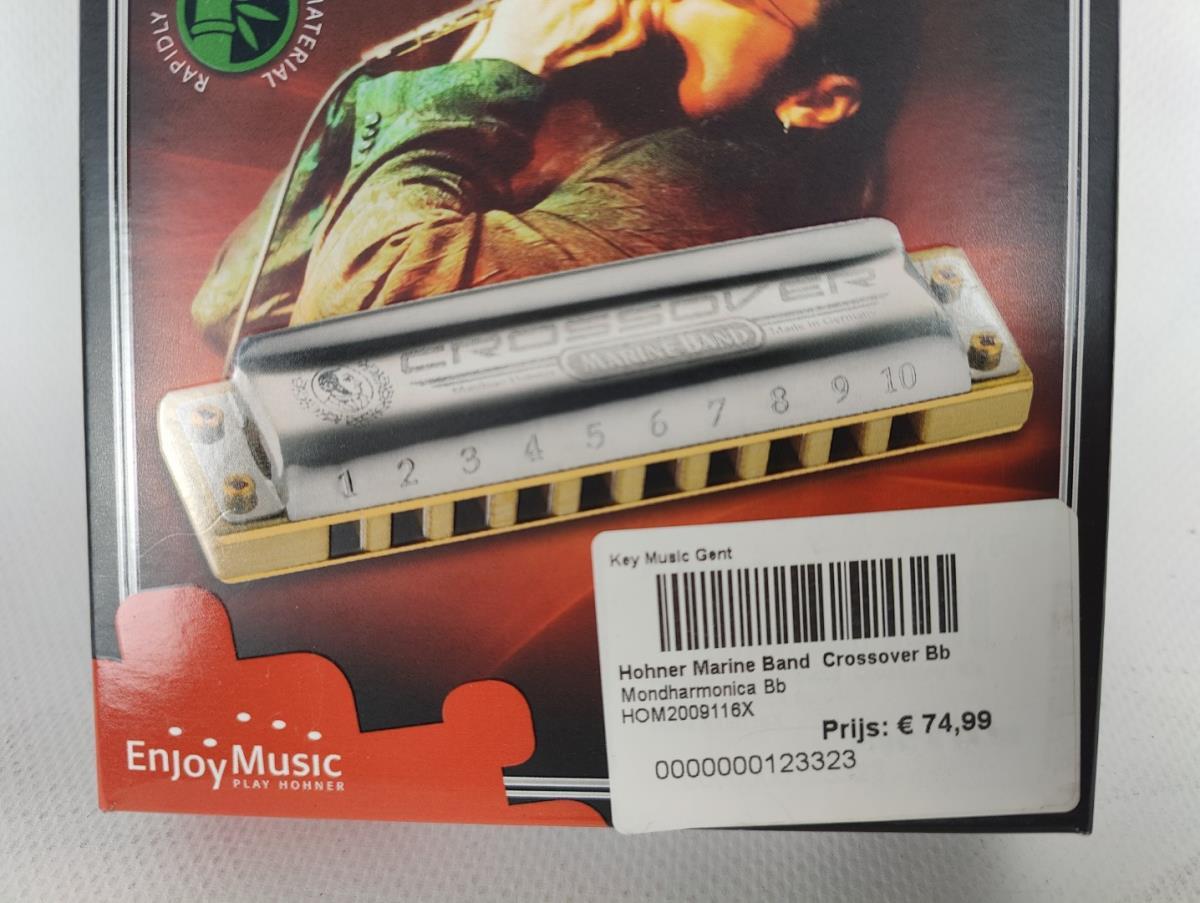 RAPIDLY
MATERIAL
CROSSOVER
MARINE BAND
Made in Germany
1 2 3 4 5 6 7 8 9 10
Key Music Gent
Hohner Marine Band Crossover Bb
Mondharmonica Bb
HOM2009116X
Prijs: € 74,99
0000000123323
EnjoyMusic
PLAY HOHNER